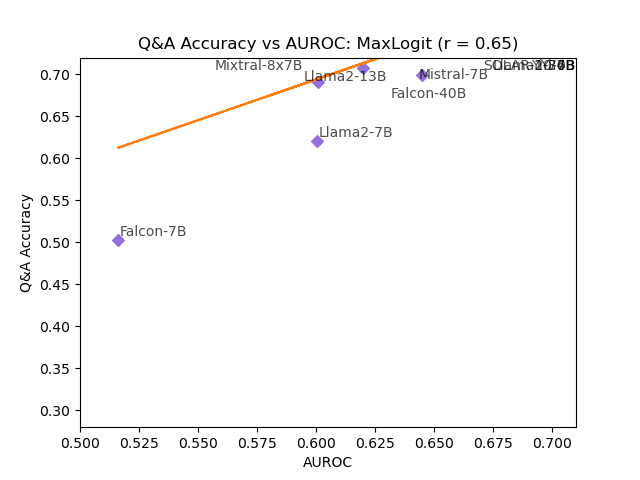 Q&A Accuracy vs AUROC: MaxLogit (r = 0.65)
Mixtral-8x7B
Llama2-13B
Mistral-7B
Falcon-40B
Llama2-7B
Falcon-7B
Q&A Accuracy
0.70
0.65
0.60
0.55
0.50
0.45
0.40
0.35
0.30
0.500
0.525
0.550
0.575
0.600
0.625
0.650
0.675
0.700
AUROC